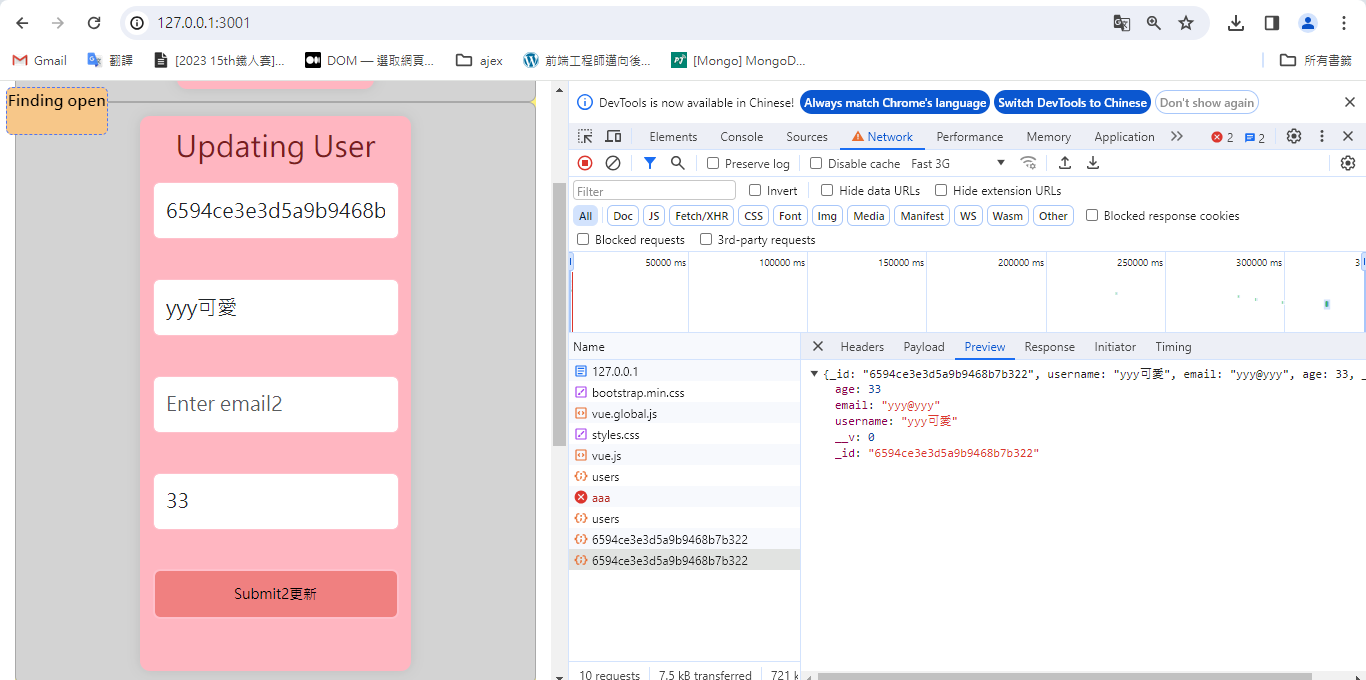 127.0.0.1:3001
Gmail 翻譯 [2023 15th鐵人賽]... DOM — 選取網頁... ajex 前端工程師邁向後... [Mongo] MongoD... 所有書籤
Finding open
Updating User
6594ce3e3d5a9b9468b
yyy可愛
Enter email2
33
Submit2更新
DevTools is now available in Chinese! Always match Chrome's language Switch DevTools to Chinese Don't show again
Elements Console Sources Network Performance Memory Application 2 2
Preserve log Disable cache Fast 3G
Filter Invert Hide data URLs Hide extension URLs
All Doc JS Fetch/XHR CSS Font Img Media Manifest WS Wasm Other Blocked response cookies
Blocked requests 3rd-party requests
50000 ms 100000 ms 150000 ms 200000 ms 250000 ms 300000 ms 3
Name
127.0.0.1
bootstrap.min.css
vue.global.js
styles.css
vue.js
users
aaa
users
6594ce3e3d5a9b9468b7b322
6594ce3e3d5a9b9468b7b322
10 requests 7.5 kB transferred 721 k
Headers Payload Preview Response Initiator Timing
{_id: "6594ce3e3d5a9b9468b7b322", username: "yyy可愛", email: "yyy@yyy", age: 33, _
age: 33
email: "yyy@yyy"
username: "yyy可愛"
__v: 0
_id: "6594ce3e3d5a9b9468b7b322"